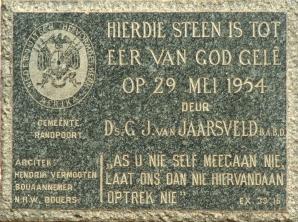 HIERDIE STEEN IS TOT
EER VAN GOD GELÊ
OP 29 MEI 1954
DEUR
DS. G. J. VAN JAARSVELD B.A.B.D.
GEMEENTE
RANDPOORT
ARGITEK:
HENDRIK VERMOOTEN
BOUAANNEMER:
N.H.W. BOUERS
„AS U NIE SELF MEEGAAN NIE,
LAAT ONS DAN NIE HIERVANDAAN
OPTREK NIE"
EX. 33:15